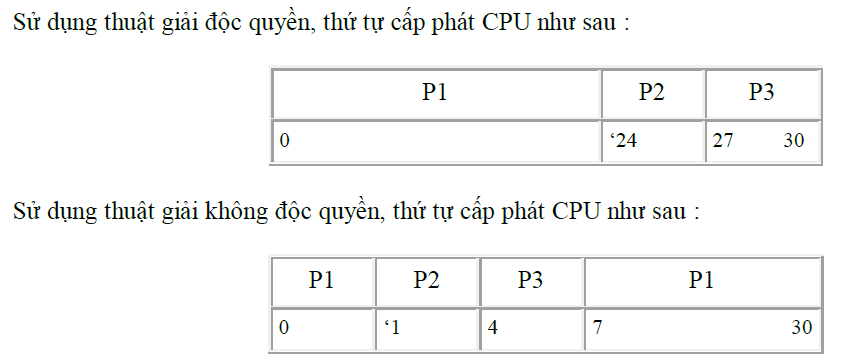 Sử dụng thuật giải độc quyền, thứ tự cấp phát CPU như sau :
P1 P2 P3
0 ‘24 27 30
Sử dụng thuật giải không độc quyền, thứ tự cấp phát CPU như sau :
P1 P2 P3 P1
0 ‘1 4 7 30